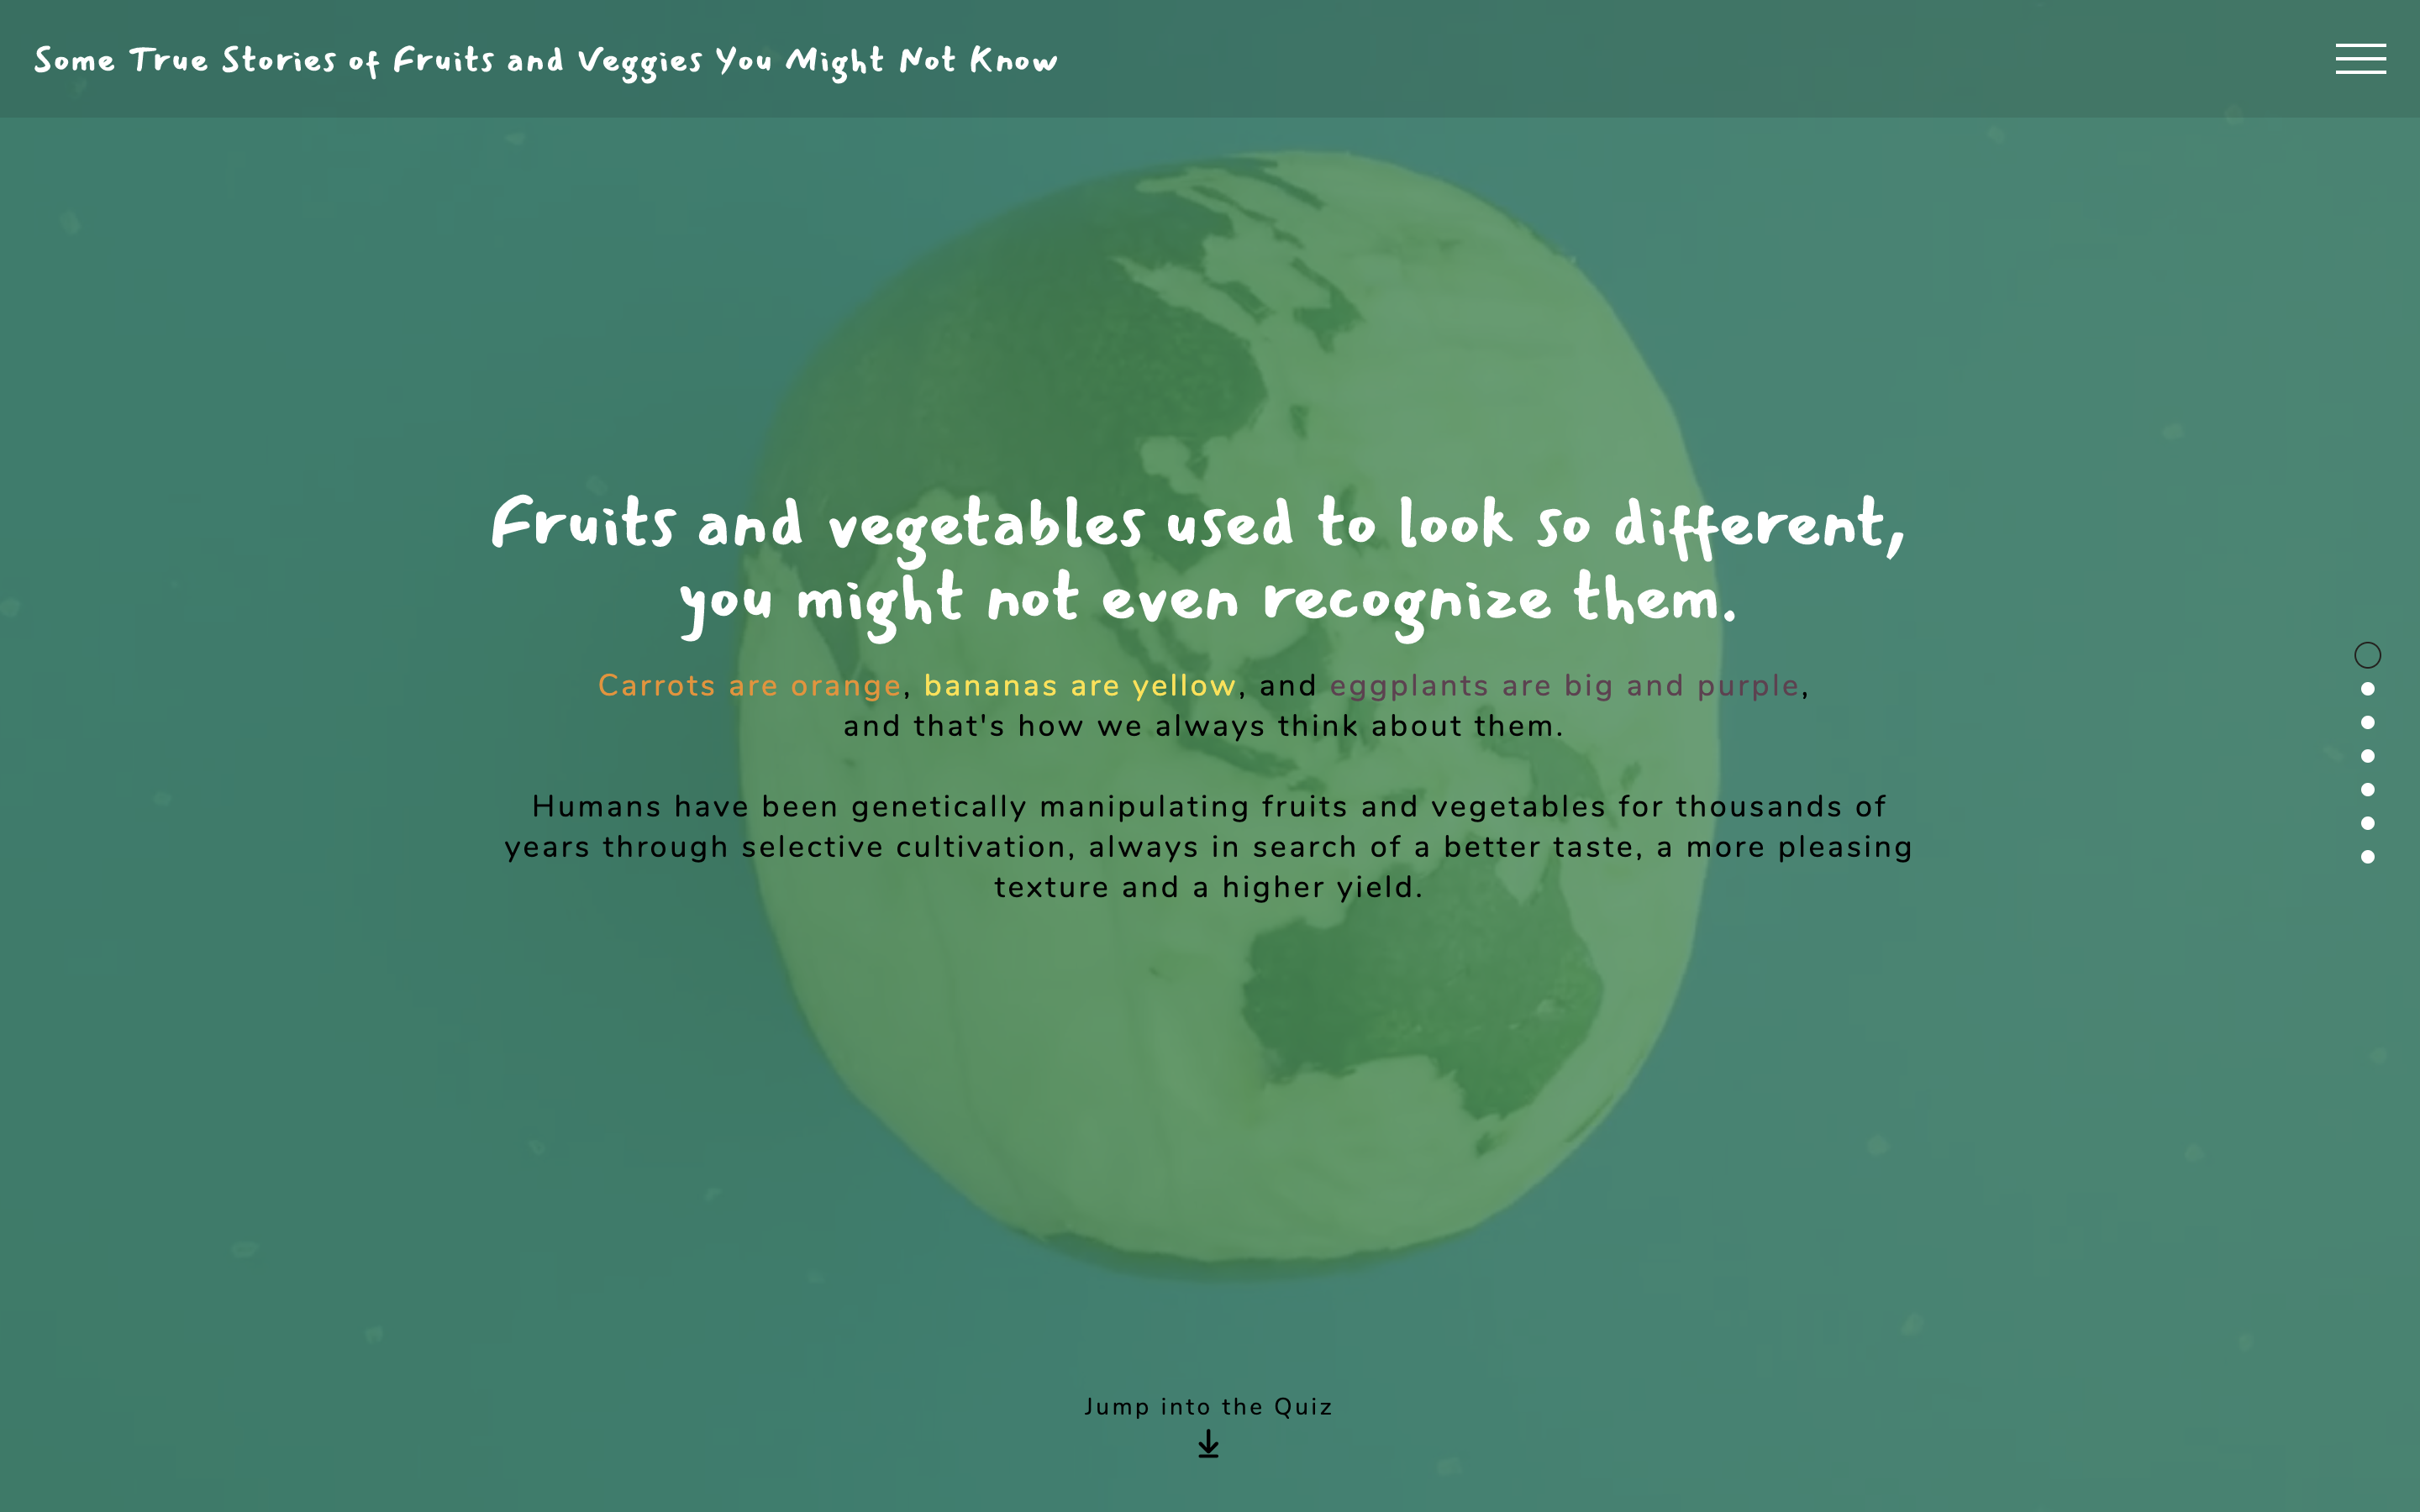 Some True Stories of Fruits and Veggies You Might Not Know
Fruits and vegetables used to look so different,
you might not even recognize them.
Carrots are orange, bananas are yellow, and eggplants are big and purple,
and that's how we always think about them.
Humans have been genetically manipulating fruits and vegetables for thousands of
years through selective cultivation, always in search of a better taste, a more pleasing
texture and a higher yield.
Jump into the Quiz